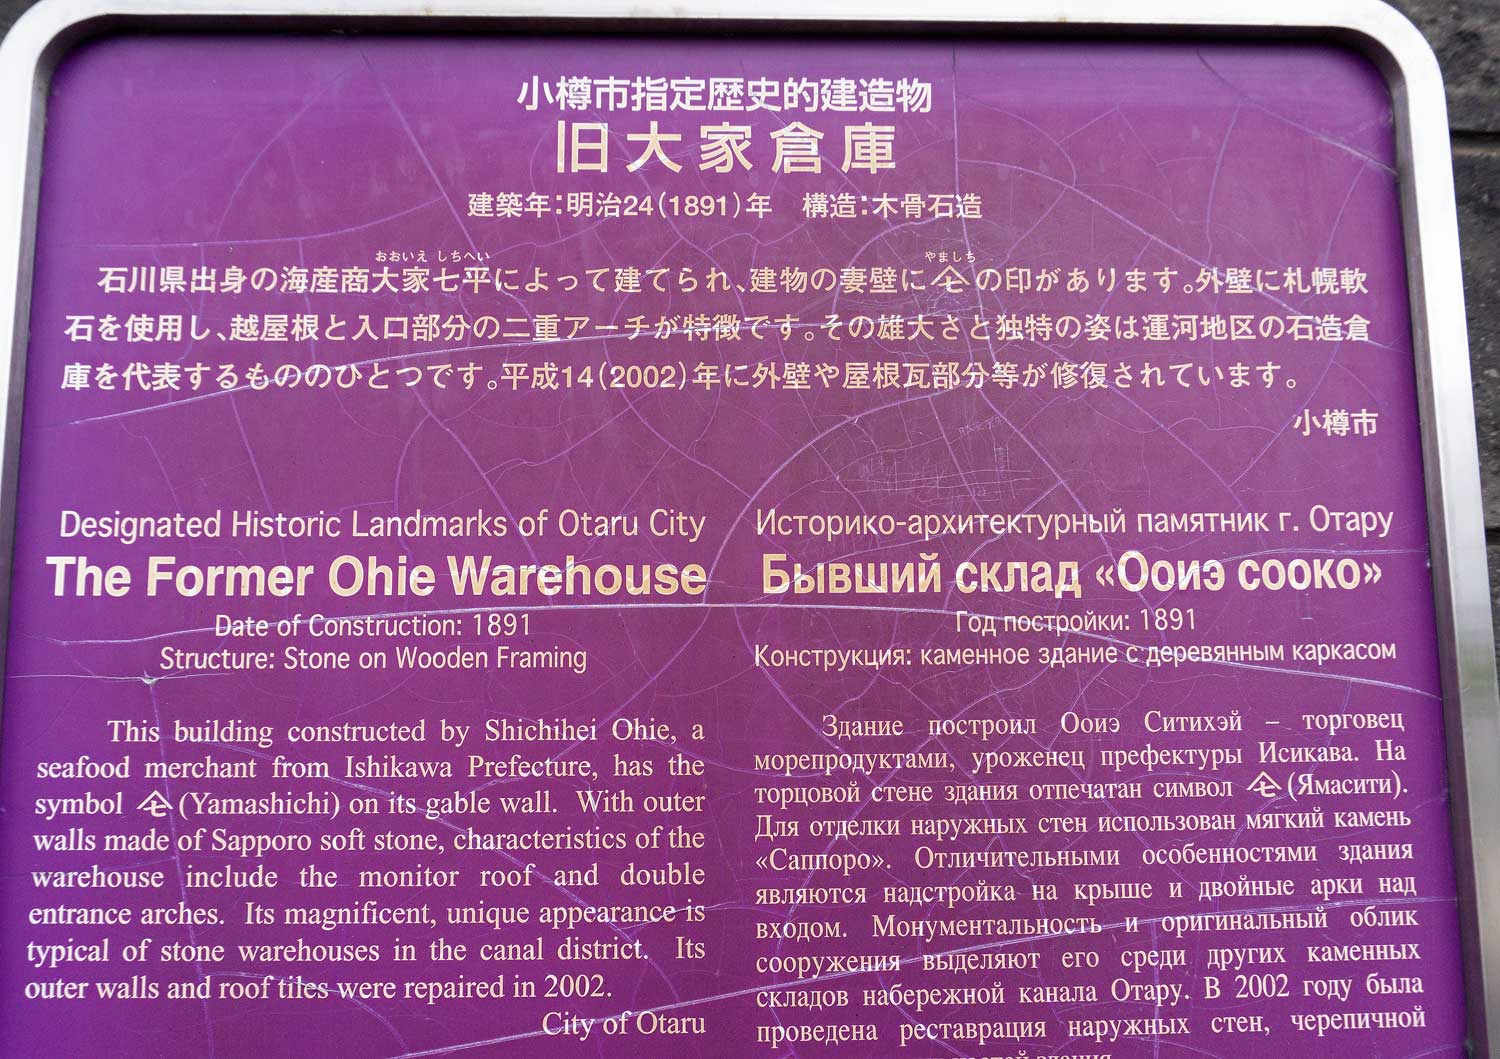 小樽市指定歴史的建造物
旧大家倉庫
建築年:明治24(1891)年　構造:木骨石造
おおいえ しちへい　やましち
石川県出身の海産商大家七平によって建てられ、建物の妻壁に の印があります。外壁に札幌軟
石を使用し、越屋根と入口部分の二重アーチが特徴です。その雄大さと独特の姿は運河地区の石造倉
庫を代表するもののひとつです。平成14(2002)年に外壁や屋根瓦部分等が修復されています。
小樽市
Designated Historic Landmarks of Otaru City
The Former Ohie Warehouse
Date of Construction: 1891
Structure: Stone on Wooden Framing
This building constructed by Shichihei Ohie, a
seafood merchant from Ishikawa Prefecture, has the
symbol (Yamashichi) on its gable wall. With outer
walls made of Sapporo soft stone, characteristics of the
warehouse include the monitor roof and double
entrance arches. Its magnificent, unique appearance is
typical of stone warehouses in the canal district. Its
outer walls and roof tiles were repaired in 2002.
City of Otaru
Историко-архитектурный памятник г. Отару
Бывший склад «Ооиэ сооко»
Год постройки: 1891
Конструкция: каменное здание с деревянным каркасом
Здание построил Ооиэ Ситихэй – торговец
морепродуктами, уроженец префектуры Исикава. На
торцовой стене здания отпечатан символ (Ямасити).
Для отделки наружных стен использован мягкий камень
«Саппоро». Отличительными особенностями здания
являются надстройка на крыше и двойные арки над
входом. Монументальность и оригинальный облик
сооружения выделяют его среди других каменных
складов набережной канала Отару. В 2002 году была
проведена реставрация наружных стен, черепичной